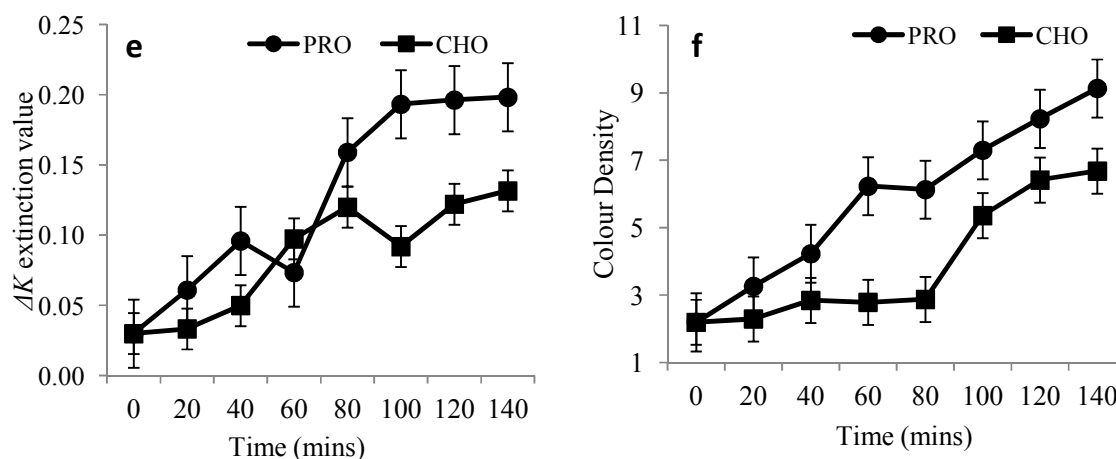 e
PRO CHO
0.25
0.20
0.15
0.10
0.05
0.00
ΔK extinction value
0 20 40 60 80 100 120 140
Time (mins)
f
PRO CHO
11
9
7
5
3
1
Colour Density
0 20 40 60 80 100 120 140
Time (mins)